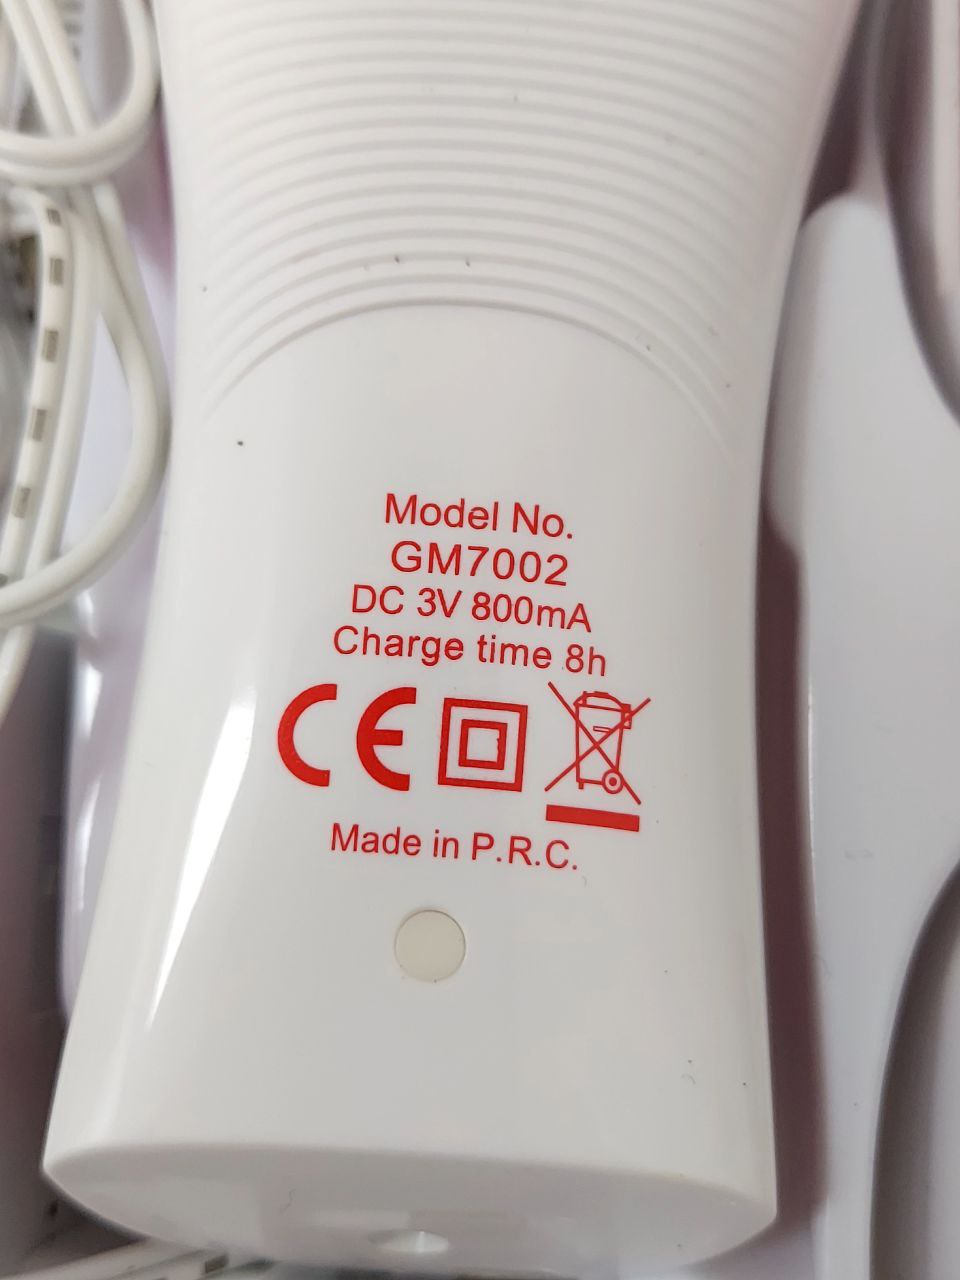 Model No.
GM7002
DC 3V 800mA
Charge time 8h
CE
Made in P.R.C.